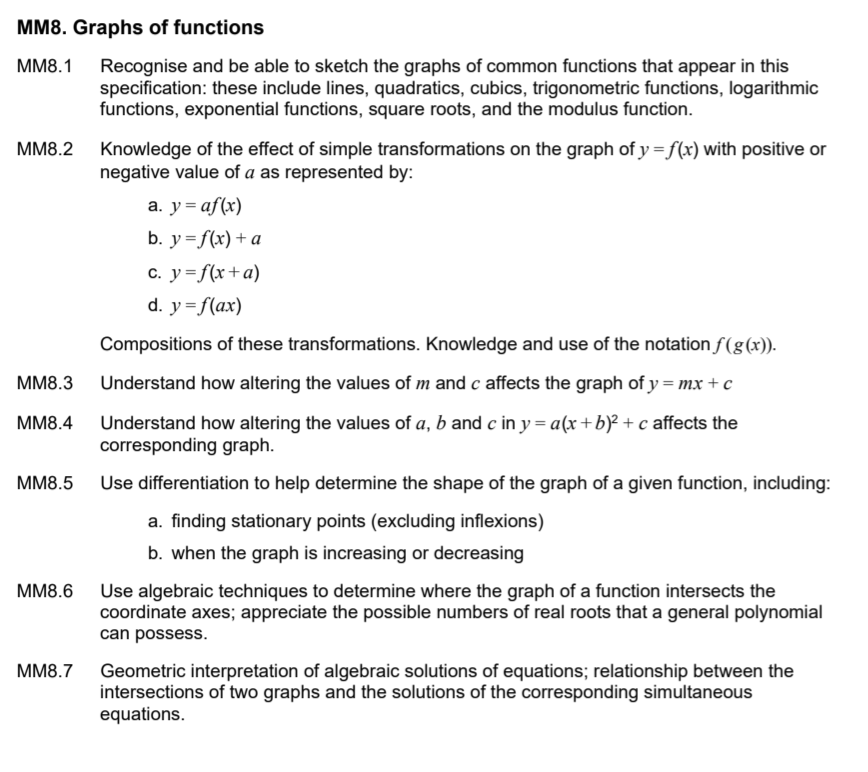 MM8. Graphs of functions
MM8.1 Recognise and be able to sketch the graphs of common functions that appear in this
specification: these include lines, quadratics, cubics, trigonometric functions, logarithmic
functions, exponential functions, square roots, and the modulus function.
MM8.2 Knowledge of the effect of simple transformations on the graph of y = f(x) with positive or
negative value of a as represented by:
a. y = af(x)
b. y = f(x) + a
c. y = f(x + a)
d. y = f(ax)
Compositions of these transformations. Knowledge and use of the notation f(g(x)).
MM8.3 Understand how altering the values of m and c affects the graph of y = mx + c
MM8.4 Understand how altering the values of a, b and c in y = a(x + b)² + c affects the
corresponding graph.
MM8.5 Use differentiation to help determine the shape of the graph of a given function, including:
a. finding stationary points (excluding inflexions)
b. when the graph is increasing or decreasing
MM8.6 Use algebraic techniques to determine where the graph of a function intersects the
coordinate axes; appreciate the possible numbers of real roots that a general polynomial
can possess.
MM8.7 Geometric interpretation of algebraic solutions of equations; relationship between the
intersections of two graphs and the solutions of the corresponding simultaneous
equations.